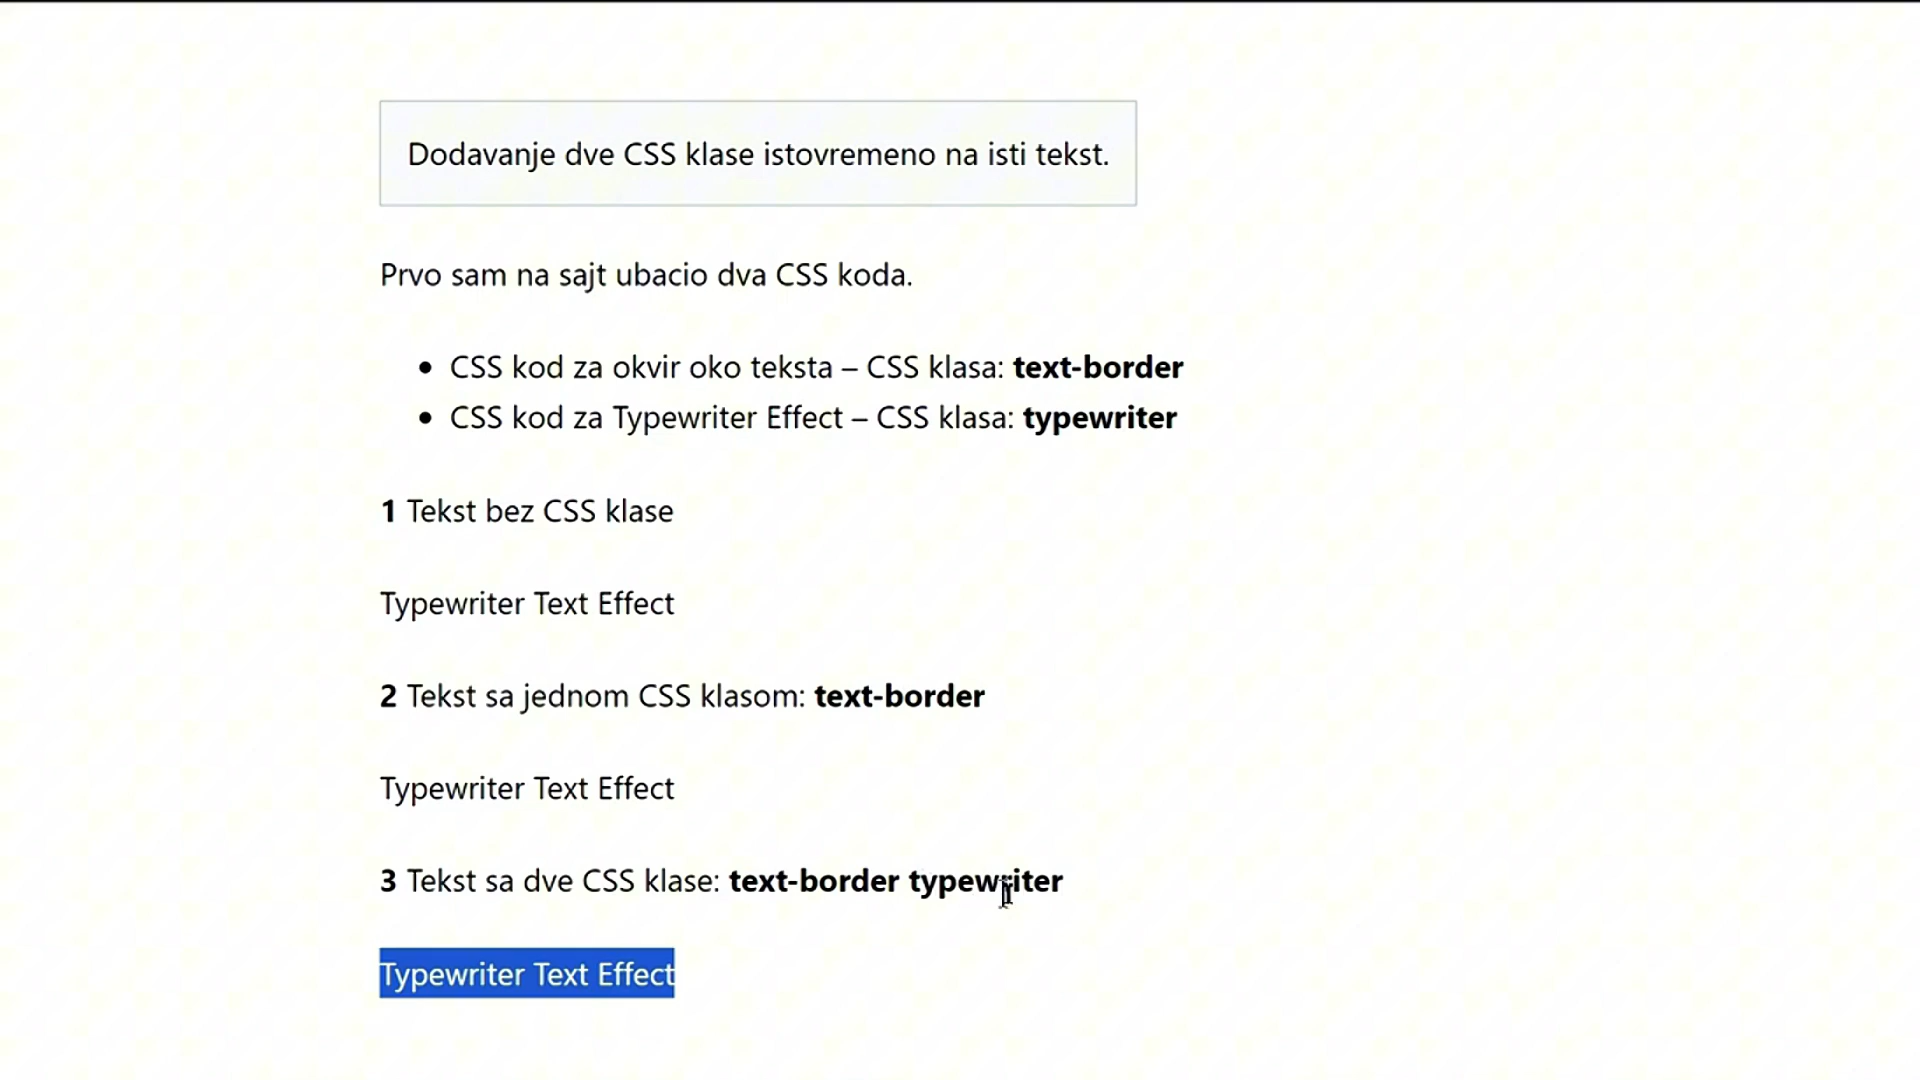 Dodavanje dve CSS klase istovremeno na isti tekst.
Prvo sam na sajt ubacio dva CSS koda.
• CSS kod za okvir oko teksta – CSS klasa: text-border
• CSS kod za Typewriter Effect – CSS klasa: typewriter
1 Tekst bez CSS klase
Typewriter Text Effect
2 Tekst sa jednom CSS klasom: text-border
Typewriter Text Effect
3 Tekst sa dve CSS klase: text-border typewriter
Typewriter Text Effect